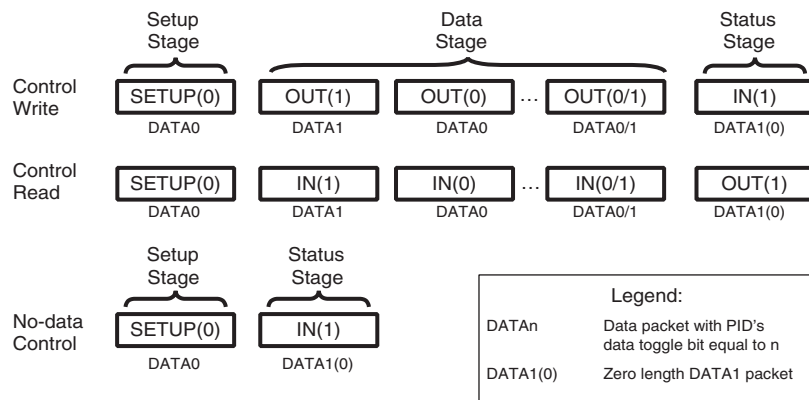 Setup Stage
Data Stage
Status Stage
Control Write
SETUP(0) OUT(1) OUT(0) ... OUT(0/1) IN(1)
DATA0 DATA1 DATA0 DATA0/1 DATA1(0)
Control Read
SETUP(0) IN(1) IN(0) ... IN(0/1) OUT(1)
DATA0 DATA1 DATA0 DATA0/1 DATA1(0)
Setup Stage
Status Stage
No-data Control
SETUP(0) IN(1)
DATA0 DATA1(0)
Legend:
DATAn Data packet with PID's
data toggle bit equal to n
DATA1(0) Zero length DATA1 packet